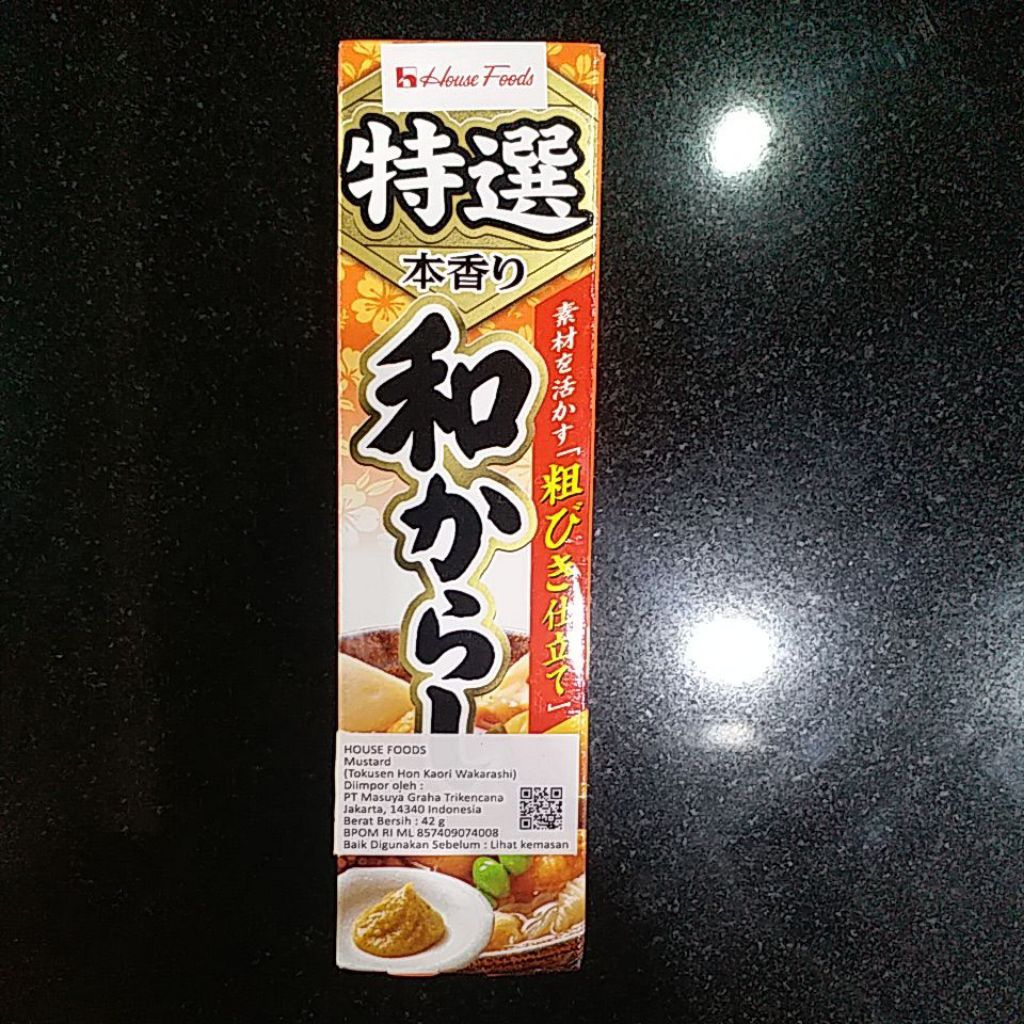 House Foods
特選
本香り
和からし
素材を活かす「粗びき仕立て」
HOUSE FOODS
Mustard
(Tokusen Hon Kaori Wakarashi)
Diimpor oleh :
PT Masuya Graha Trikencana
Jakarta, 14340 Indonesia
Berat Bersih : 42 g
BPOM RI ML 857409074008
Baik Digunakan Sebelum : Lihat kemasan